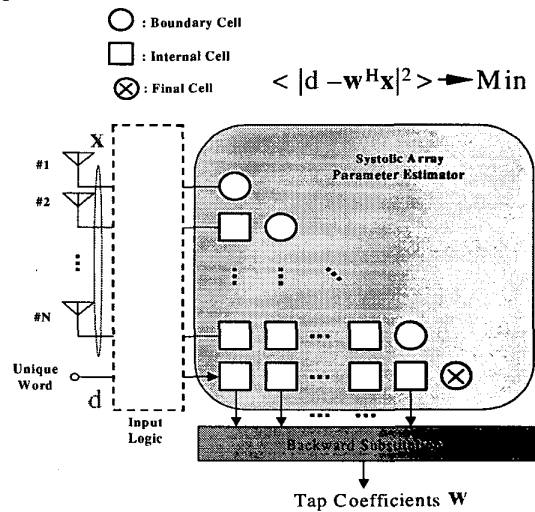 : Boundary Cell
: Internal Cell
: Final Cell
< |d – w^H x|² > → Min
X
Systolic Array
Parameter Estimator
#1
#2
#N
Unique
Word
d
Input
Logic
Backward
Tap Coefficients W